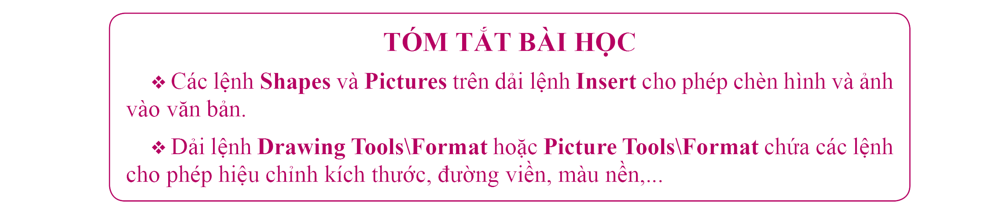 TÓM TẮT BÀI HỌC
❖ Các lệnh Shapes và Pictures trên dải lệnh Insert cho phép chèn hình và ảnh
vào văn bản.
❖ Dải lệnh Drawing Tools\Format hoặc Picture Tools\Format chứa các lệnh
cho phép hiệu chỉnh kích thước, đường viền, màu nền,...